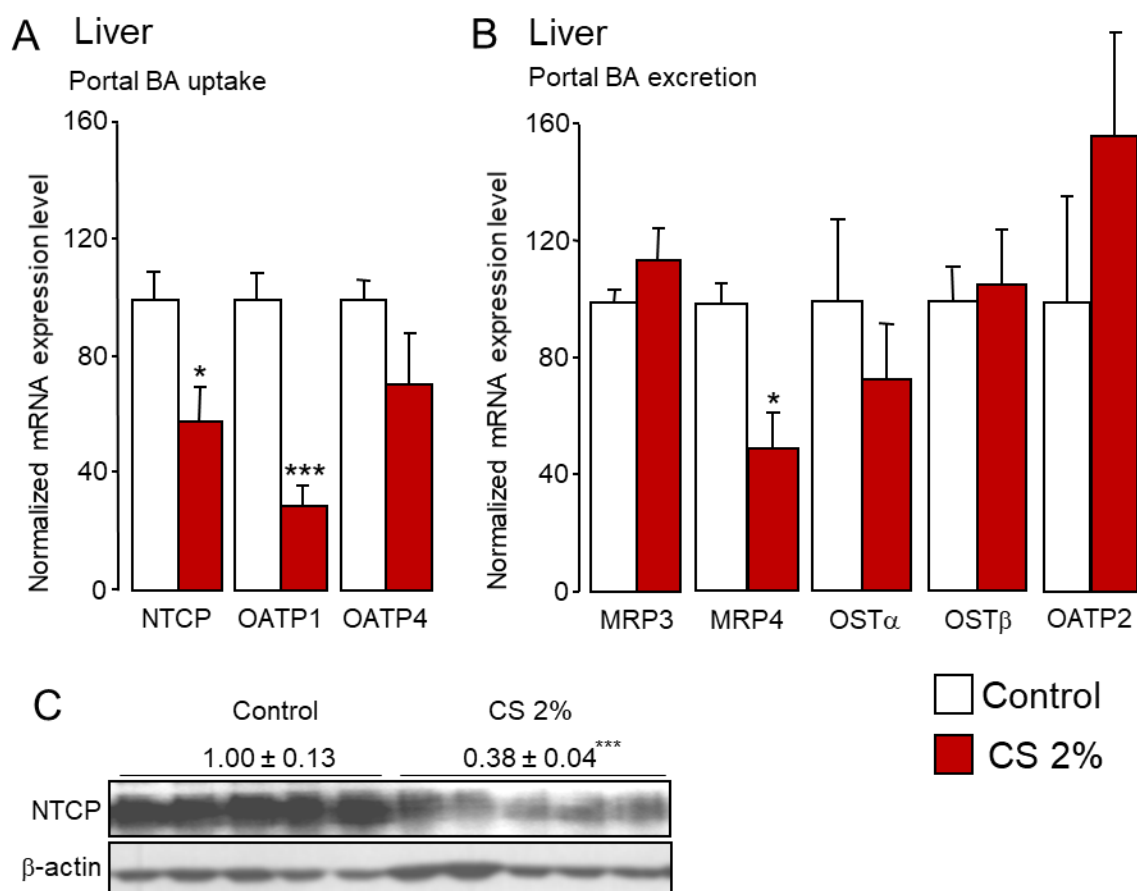 A Liver
Portal BA uptake
Normalized mRNA expression level
160
120
80
40
0
*
***
NTCP OATP1 OATP4
B Liver
Portal BA excretion
Normalized mRNA expression level
160
120
80
40
0
*
MRP3 MRP4 OSTα OSTβ OATP2
Control
CS 2%
C
Control CS 2%
1.00 ± 0.13 0.38 ± 0.04***
NTCP
β-actin